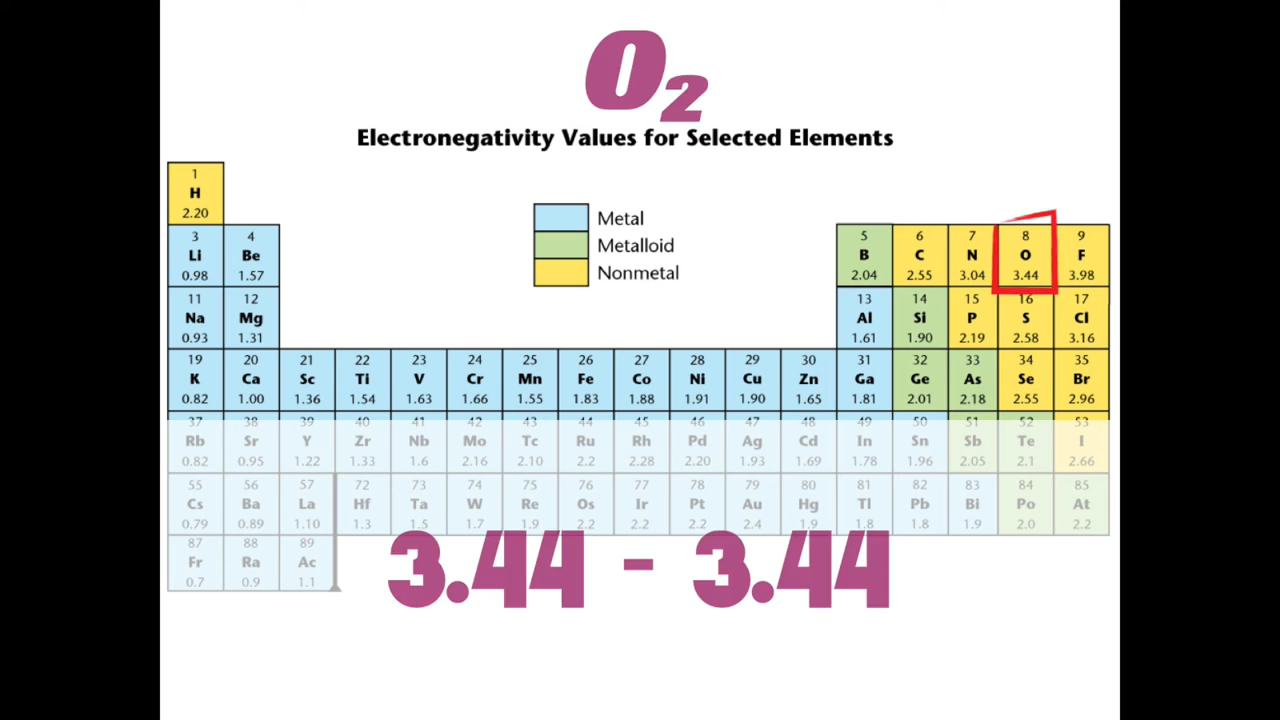 O2
Electronegativity Values for Selected Elements
1
H
2.20
Metal
Metalloid
Nonmetal
3 4 5 6 7 8 9
Li Be B C N O F
0.98 1.57 2.04 2.55 3.04 3.44 3.98
11 12 13 14 15 16 17
Na Mg Al Si P S Cl
0.93 1.31 1.61 1.90 2.19 2.58 3.16
19 20 21 22 23 24 25 26 27 28 29 30 31 32 33 34 35
K Ca Sc Ti V Cr Mn Fe Co Ni Cu Zn Ga Ge As Se Br
0.82 1.00 1.36 1.54 1.63 1.66 1.55 1.83 1.88 1.91 1.90 1.65 1.81 2.01 2.18 2.55 2.96
37 38 39 40 41 42 43 44 45 46 47 48 49 50 51 52 53
Rb Sr Y Zr Nb Mo Tc Ru Rh Pd Ag Cd In Sn Sb Te I
0.82 0.95 1.22 1.33 1.6 2.16 2.10 2.2 2.28 2.20 1.93 1.69 1.78 1.96 2.05 2.1 2.66
55 56 57 72 73 74 75 76 77 78 79 80 81 82 83 84 85
Cs Ba La Hf Ta W Re Os Ir Pt Au Hg Tl Pb Bi Po At
0.79 0.89 1.10 1.3 1.5 1.7 1.9 2.2 2.2 2.2 2.4 1.9 1.8 1.8 1.9 2.0 2.2
87 88 89
Fr Ra Ac
0.7 0.9 1.1
3.44 - 3.44